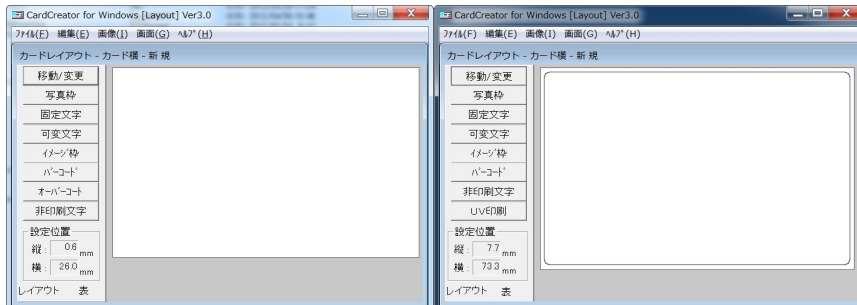 CardCreator for Windows [Layout] Ver3.0
ﾌｧｲﾙ(F) 編集(E) 画像(I) 画面(G) ﾍﾙﾌﾟ(H)
カードレイアウト - カード横 - 新 規
移動/変更
写真枠
固定文字
可変文字
ｲﾒｰｼﾞ枠
ﾊﾞｰｺｰﾄﾞ
ｵｰﾊﾞｰｺｰﾄ
非印刷文字
設定位置
縦 : 0.6 mm
横 : 26.0 mm
レイアウト 表
CardCreator for Windows [Layout] Ver3.0
ﾌｧｲﾙ(F) 編集(E) 画像(I) 画面(G) ﾍﾙﾌﾟ(H)
カードレイアウト - カード横 - 新 規
移動/変更
写真枠
固定文字
可変文字
ｲﾒｰｼﾞ枠
ﾊﾞｰｺｰﾄﾞ
非印刷文字
UV印刷
設定位置
縦 : 7.7 mm
横 : 73.3 mm
レイアウト 表